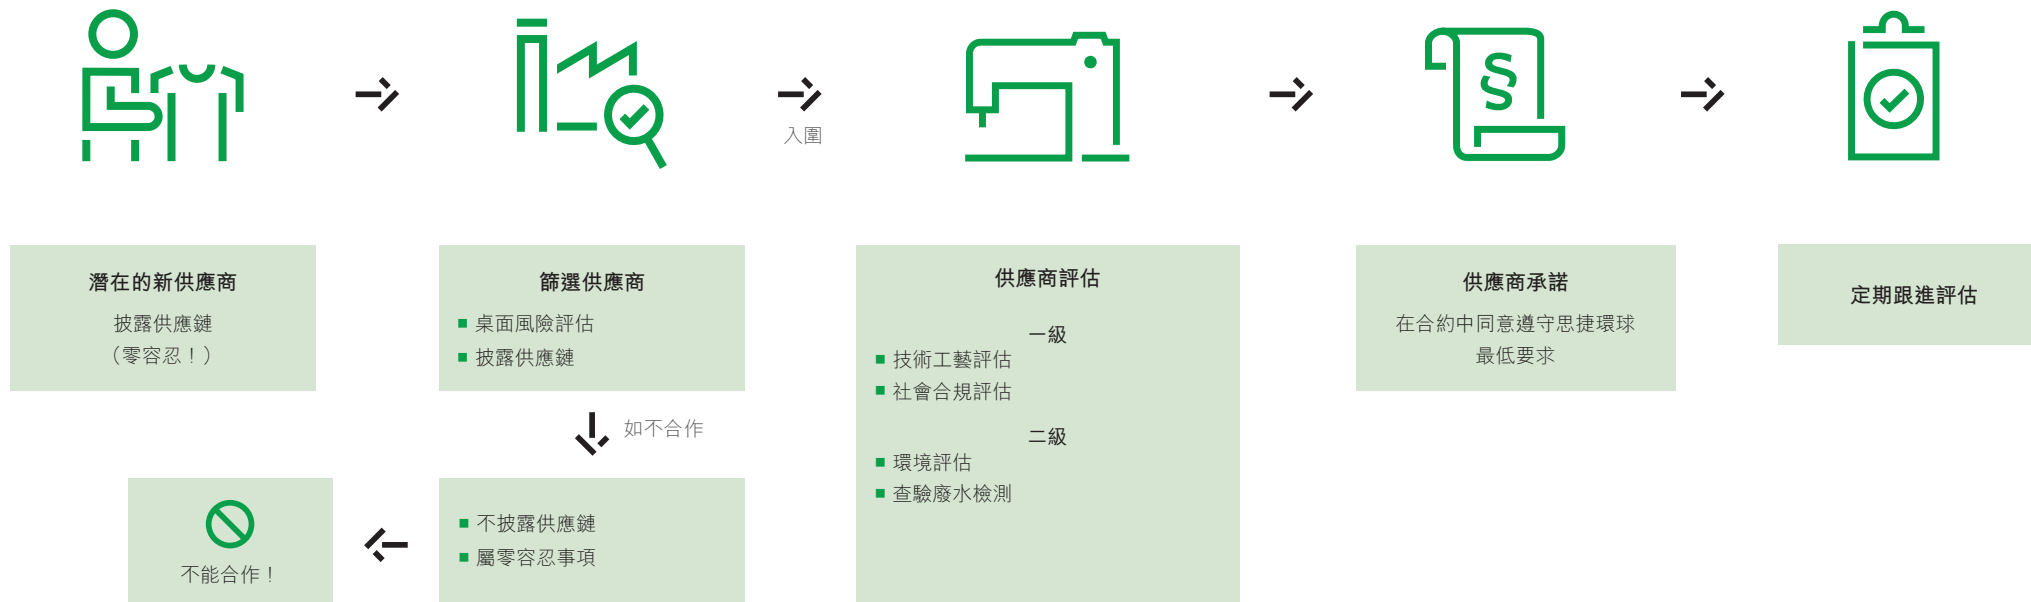 入圍
潛在的新供應商
披露供應鏈
（零容忍！）
篩選供應商
桌面風險評估
披露供應鏈
供應商評估
一級
技術工藝評估
社會合規評估
二級
環境評估
查驗廢水檢測
供應商承諾
在合約中同意遵守思捷環球
最低要求
定期跟進評估
如不合作
不披露供應鏈
屬零容忍事項
不能合作！